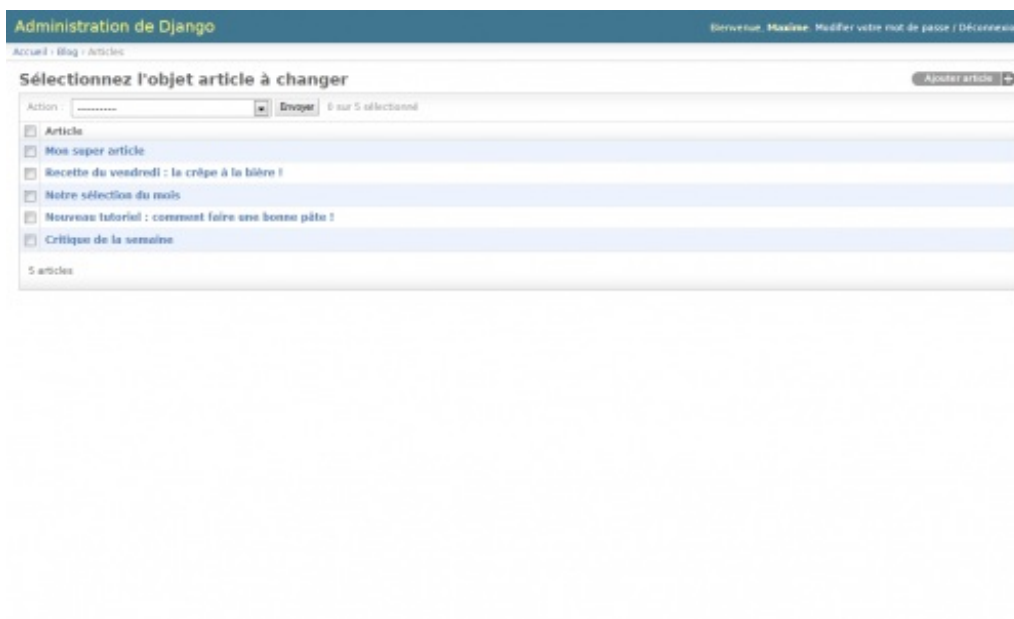 Administration de Django
Bienvenue, Maxime. Modifier votre mot de passe / Déconnexio
Accueil › Blog › Articles
Sélectionnez l'objet article à changer
Ajouter article +
Action : --------- Envoyer 0 sur 5 sélectionné
Article
Mon super article
Recette du vendredi : la crêpe à la bière !
Notre sélection du mois
Nouveau tutoriel : comment faire une bonne pâte !
Critique de la semaine
5 articles